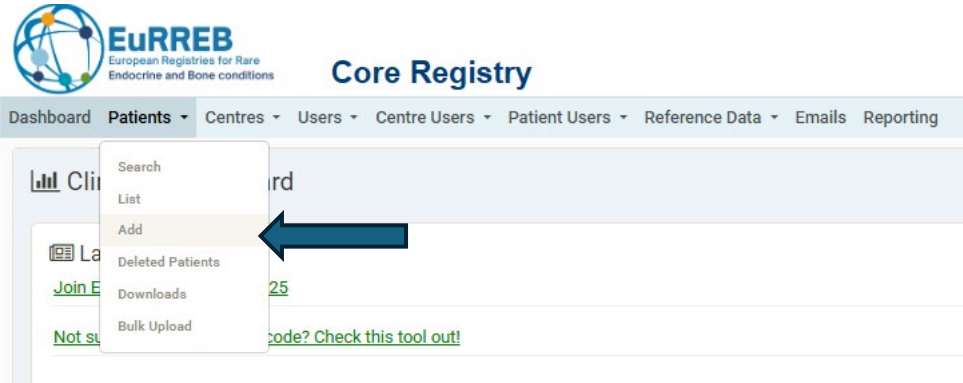 EuRREB
European Registries for Rare
Endocrine and Bone conditions
Core Registry
Dashboard Patients Centres Users Centre Users Patient Users Reference Data Emails Reporting
Search
Cli rd
List
Add
La
Deleted Patients
Join E 25
Downloads
Bulk Upload
Not su code? Check this tool out!